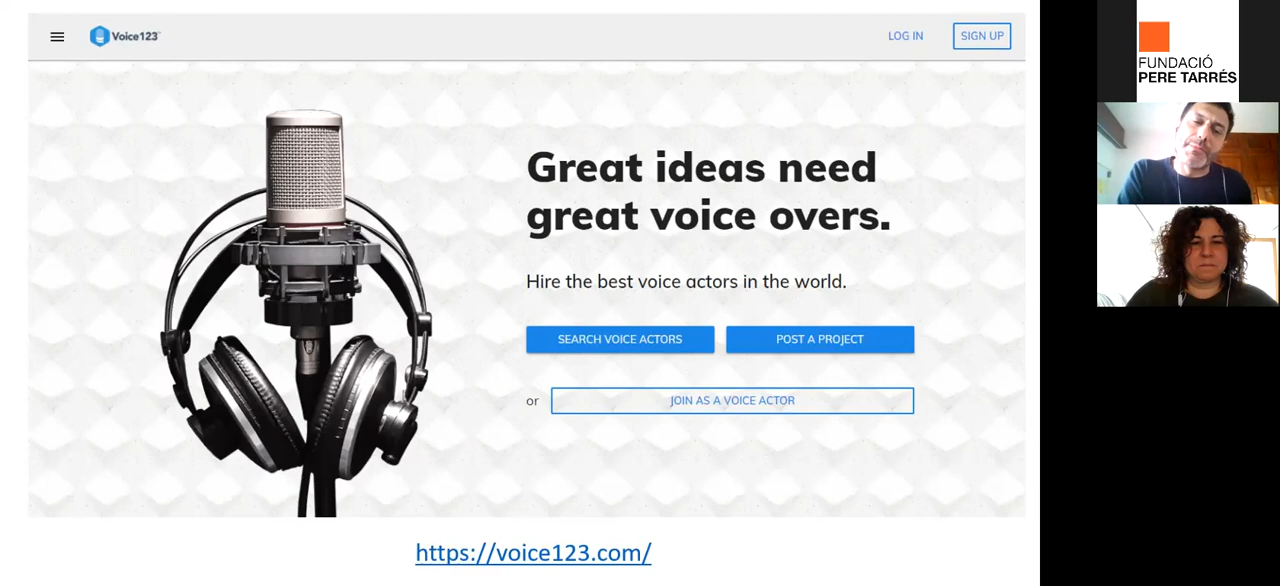 Voice123
LOG IN
SIGN UP
Great ideas need
great voice overs.
Hire the best voice actors in the world.
SEARCH VOICE ACTORS
POST A PROJECT
or
JOIN AS A VOICE ACTOR
https://voice123.com/
FUNDACIÓ
PERE TARRÉS